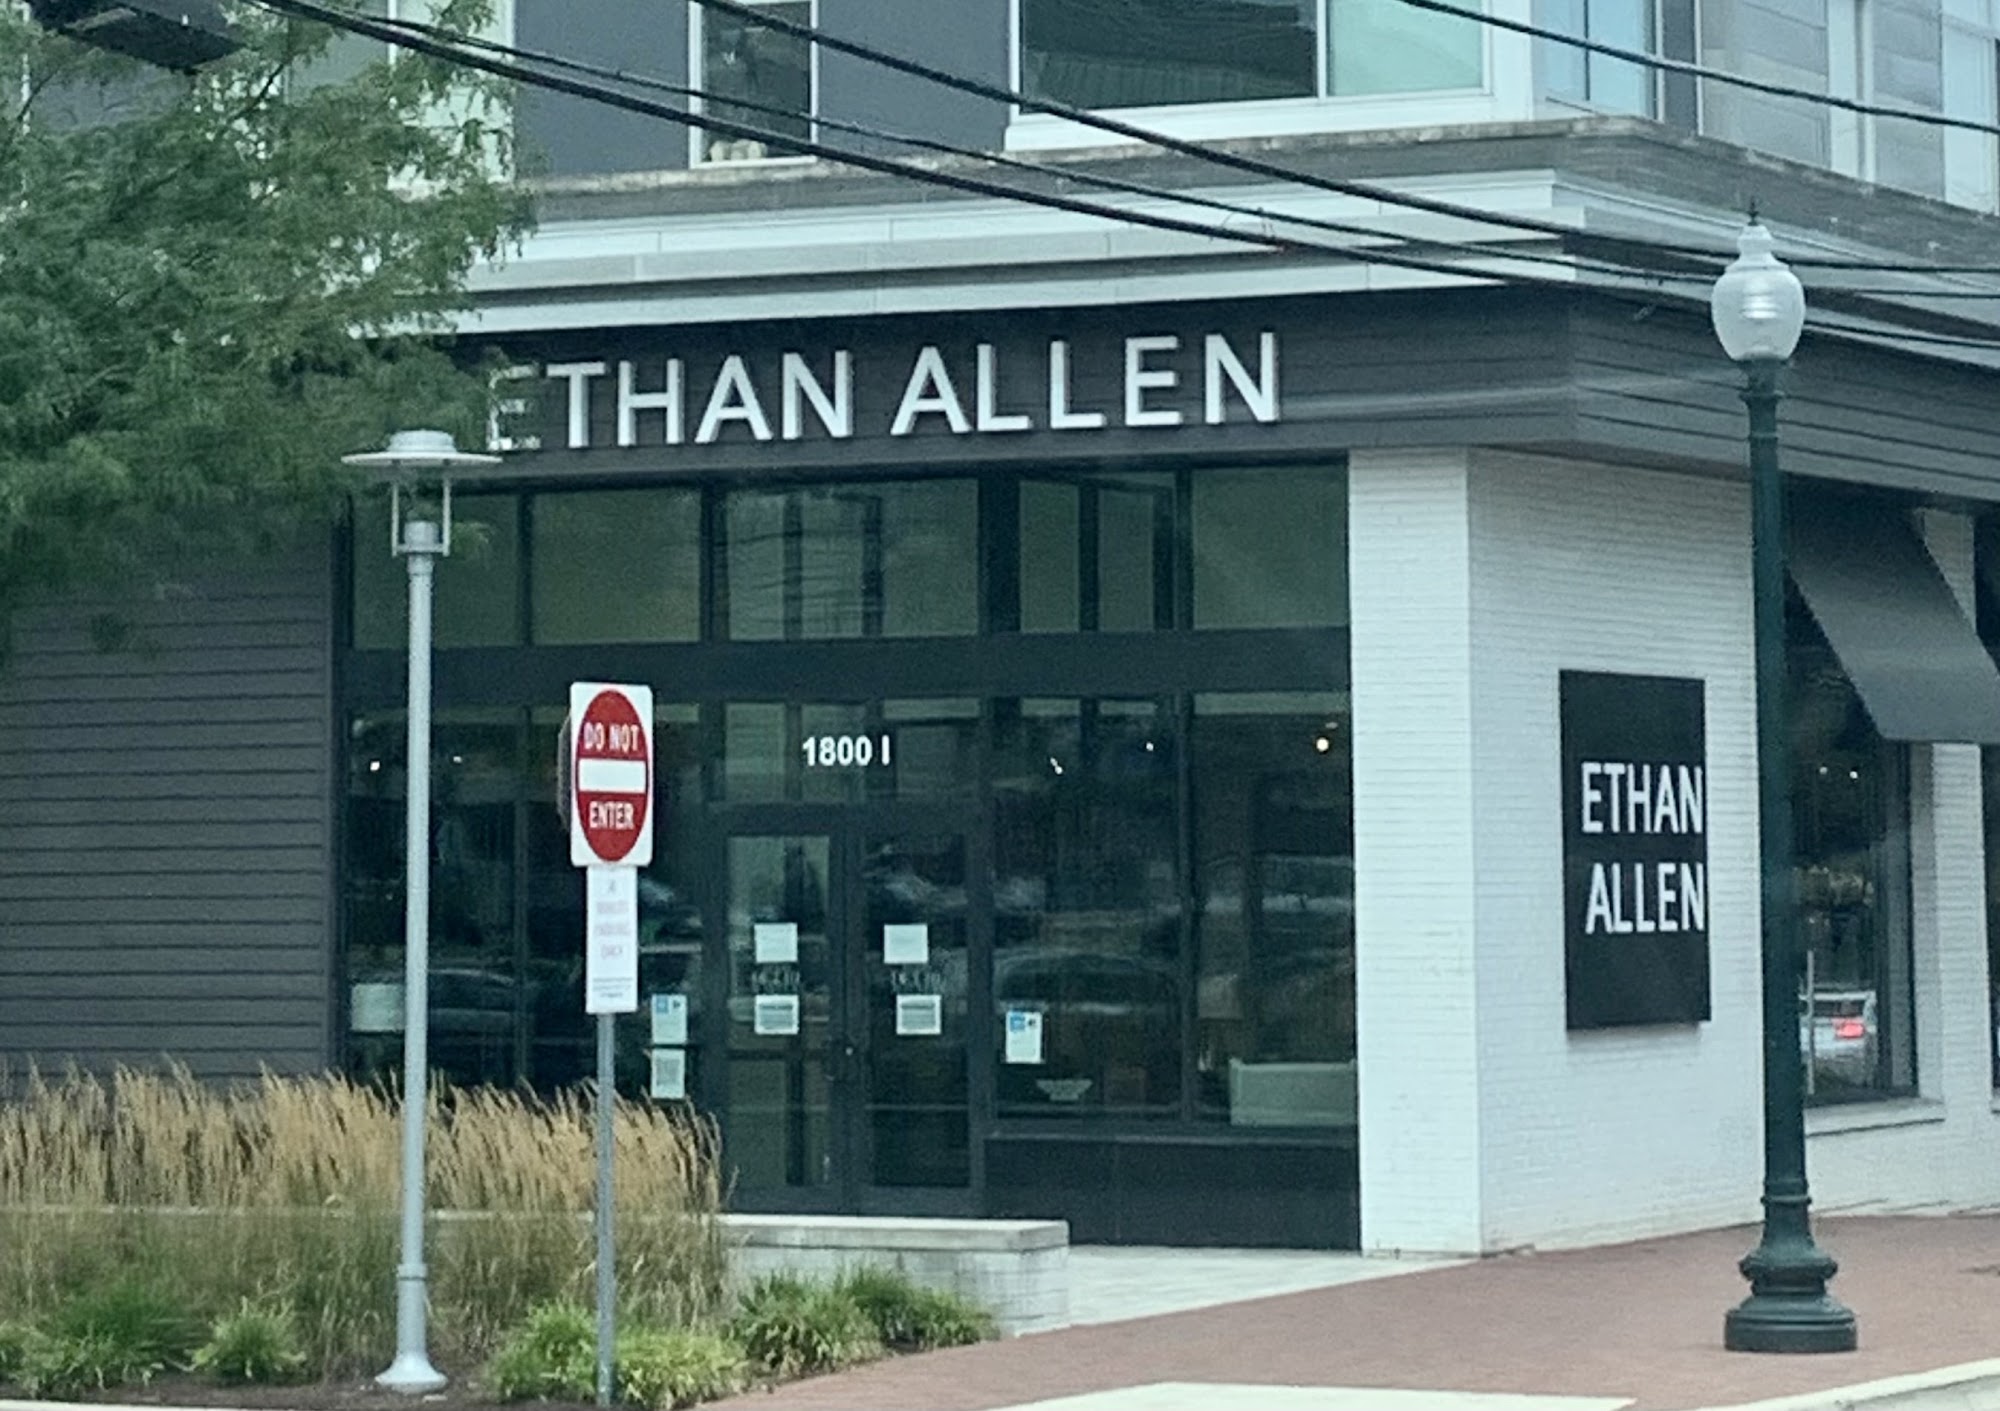 ETHAN ALLEN
1800 I
DO NOT
ENTER
ETHAN
ALLEN